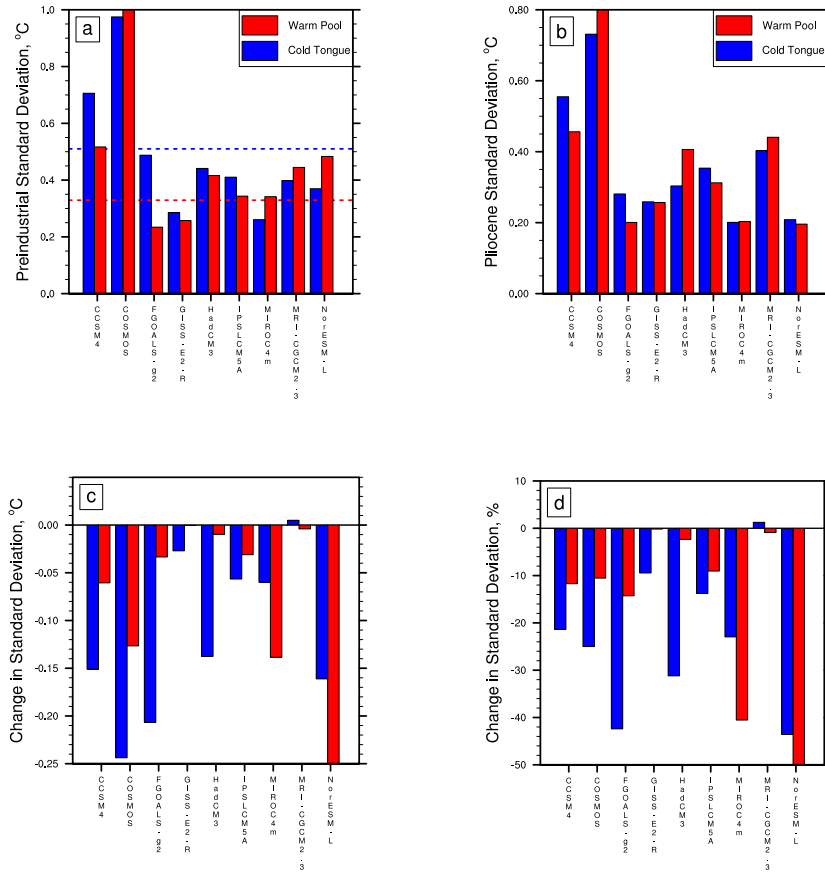 a
Warm Pool
Cold Tongue
Preindustrial Standard Deviation, °C
1.0
0.8
0.6
0.4
0.2
0.0
CCSM4
COSMOS
FGOALS-g2
GISS-E2-R
HadCM3
IPSLCM5A
MIROC4m
MRI-CGCM2.3
NorESM-L
b
Warm Pool
Cold Tongue
Pliocene Standard Deviation, °C
0.80
0.60
0.40
0.20
0.00
CCSM4
COSMOS
FGOALS-g2
GISS-E2-R
HadCM3
IPSLCM5A
MIROC4m
MRI-CGCM2.3
NorESM-L
c
Change in Standard Deviation, °C
0.00
-0.05
-0.10
-0.15
-0.20
-0.25
CCSM4
COSMOS
FGOALS-g2
GISS-E2-R
HadCM3
IPSLCM5A
MIROC4m
MRI-CGCM2.3
NorESM-L
d
Change in Standard Deviation, %
10
0
-10
-20
-30
-40
-50
CCSM4
COSMOS
FGOALS-g2
GISS-E2-R
HadCM3
IPSLCM5A
MIROC4m
MRI-CGCM2.3
NorESM-L